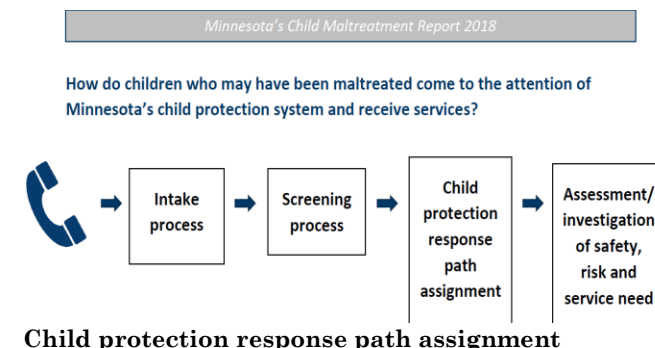 Minnesota's Child Maltreatment Report 2018
How do children who may have been maltreated come to the attention of
Minnesota's child protection system and receive services?
Intake
process
Screening
process
Child
protection
response
path
assignment
Assessment/
investigation
of safety,
risk and
service need
Child protection response path assignment